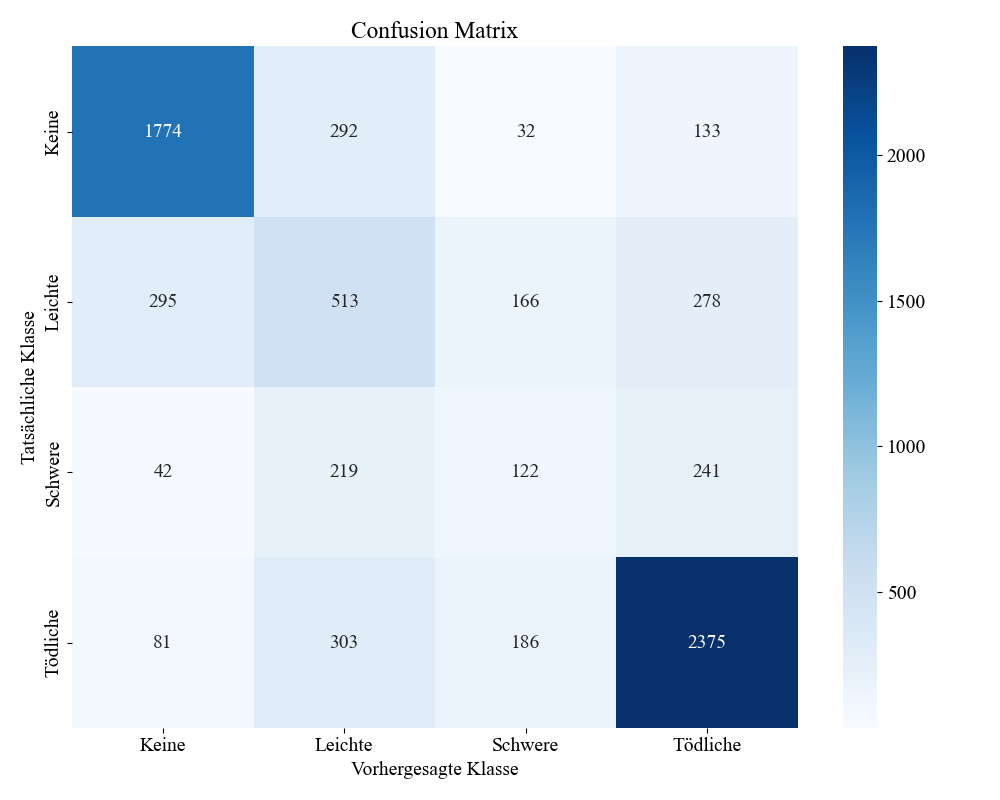 Confusion Matrix
Tatsächliche Klasse
Keine
1774 292 32 133
Leichte
295 513 166 278
Schwere
42 219 122 241
Tödliche
81 303 186 2375
Keine Leichte Schwere Tödliche
Vorhergesagte Klasse
2000
1500
1000
500